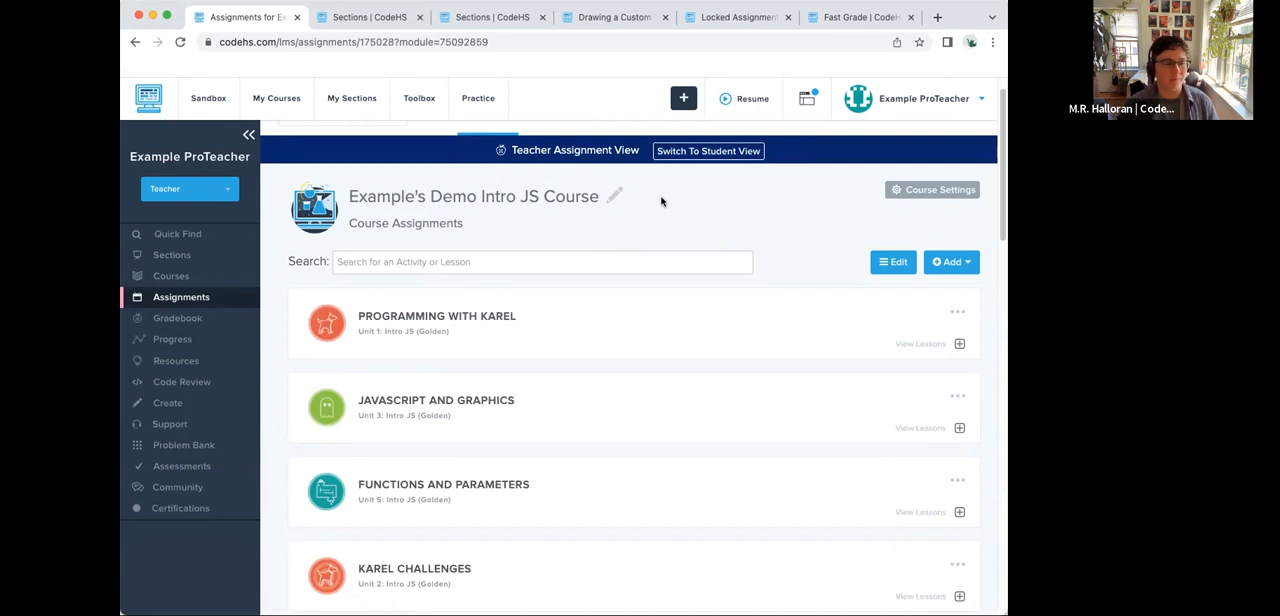 Assignments for Ex
Sections | CodeHS
Sections | CodeHS
Drawing a Custom
Locked Assignment
Fast Grade | CodeH
codehs.com/lms/assignments/175028?module=75092859
Sandbox
My Courses
My Sections
Toolbox
Practice
Resume
Example ProTeacher
M.R. Halloran | Code...
Example ProTeacher
Teacher
Quick Find
Sections
Courses
Assignments
Gradebook
Progress
Resources
Code Review
Create
Support
Problem Bank
Assessments
Community
Certifications
Teacher Assignment View
Switch To Student View
Example's Demo Intro JS Course
Course Settings
Course Assignments
Search:
Search for an Activity or Lesson
Edit
Add
PROGRAMMING WITH KAREL
Unit 1: Intro JS (Golden)
View Lessons
JAVASCRIPT AND GRAPHICS
Unit 3: Intro JS (Golden)
View Lessons
FUNCTIONS AND PARAMETERS
Unit 5: Intro JS (Golden)
View Lessons
KAREL CHALLENGES
Unit 2: Intro JS (Golden)
View Lessons